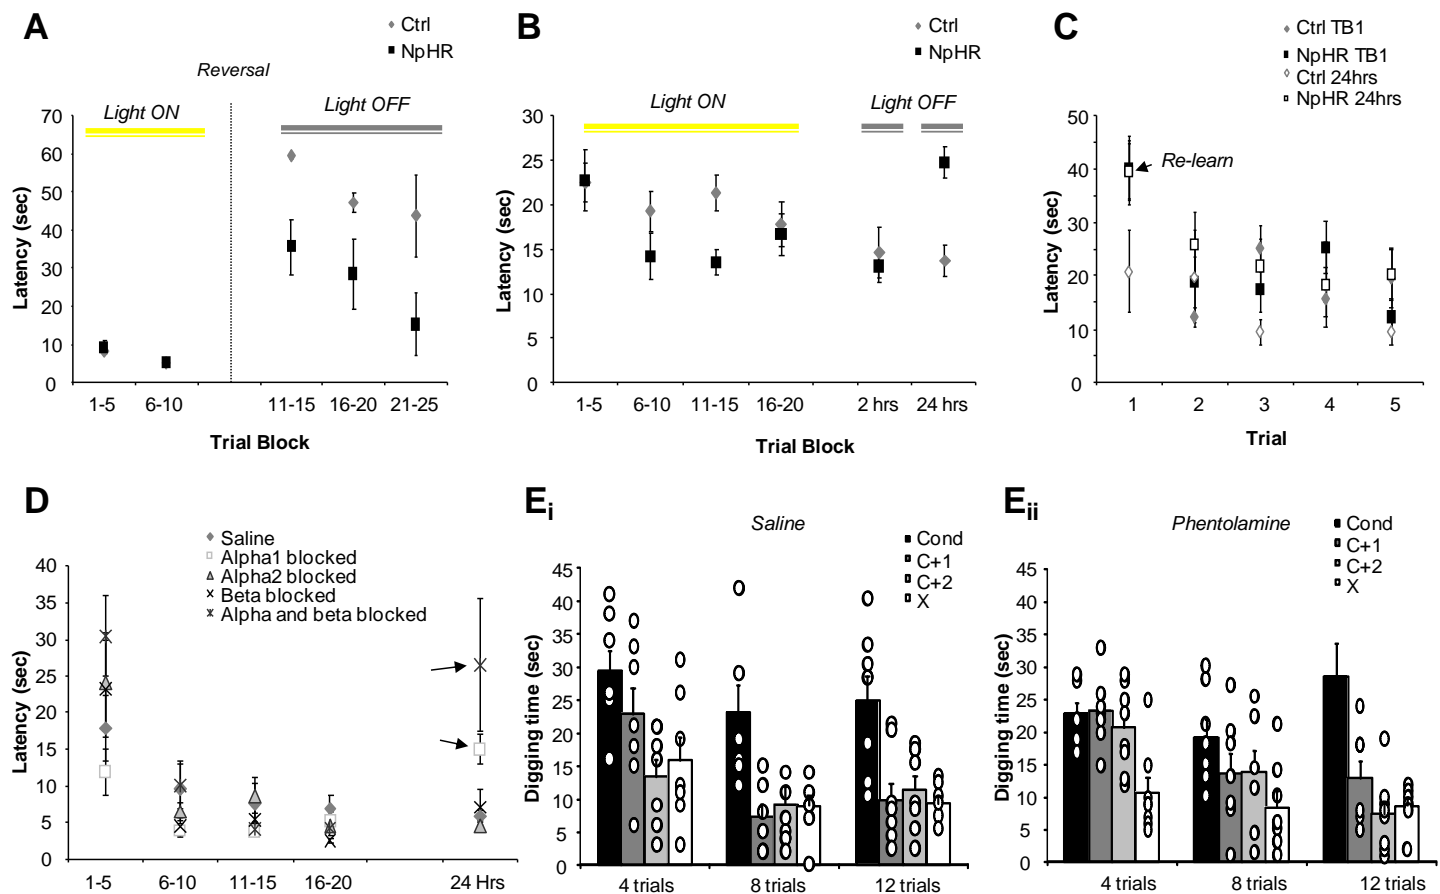 A
Ctrl
NpHR
Reversal
Light ON
Light OFF
70
60
50
40
30
20
10
0
Latency (sec)
1-5
6-10
11-15
16-20
21-25
Trial Block
B
Ctrl
NpHR
Light ON
Light OFF
30
25
20
15
10
5
0
Latency (sec)
1-5
6-10
11-15
16-20
2 hrs
24 hrs
Trial Block
C
Ctrl TB1
NpHR TB1
Ctrl 24hrs
NpHR 24hrs
50
40
30
20
10
0
Re-learn
Latency (sec)
1
2
3
4
5
Trial
D
Saline
Alpha1 blocked
Alpha2 blocked
Beta blocked
Alpha and beta blocked
40
35
30
25
20
15
10
5
0
Latency (sec)
1-5
6-10
11-15
16-20
24 Hrs
Ei
Saline
Cond
C+1
C+2
X
45
40
35
30
25
20
15
10
5
0
Digging time (sec)
4 trials
8 trials
12 trials
Eii
Phentolamine
Cond
C+1
C+2
X
45
40
35
30
25
20
15
10
5
0
Digging time (sec)
4 trials
8 trials
12 trials